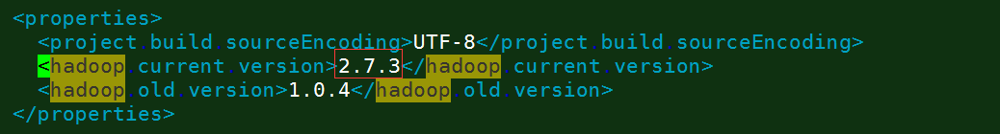 <properties>
<project.build.sourceEncoding>UTF-8</project.build.sourceEncoding>
<hadoop.current.version>2.7.3</hadoop.current.version>
<hadoop.old.version>1.0.4</hadoop.old.version>
</properties>